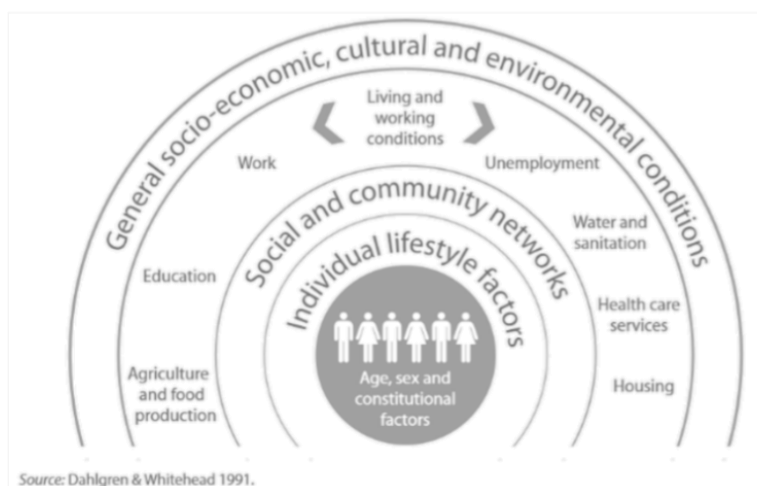 General socio-economic, cultural and environmental conditions
Living and
working
conditions
Work
Unemployment
Social and community networks
Water and
sanitation
Individual lifestyle factors
Education
Health care
services
Agriculture
and food
production
Age, sex and
constitutional
factors
Housing
Source: Dahlgren & Whitehead 1991.